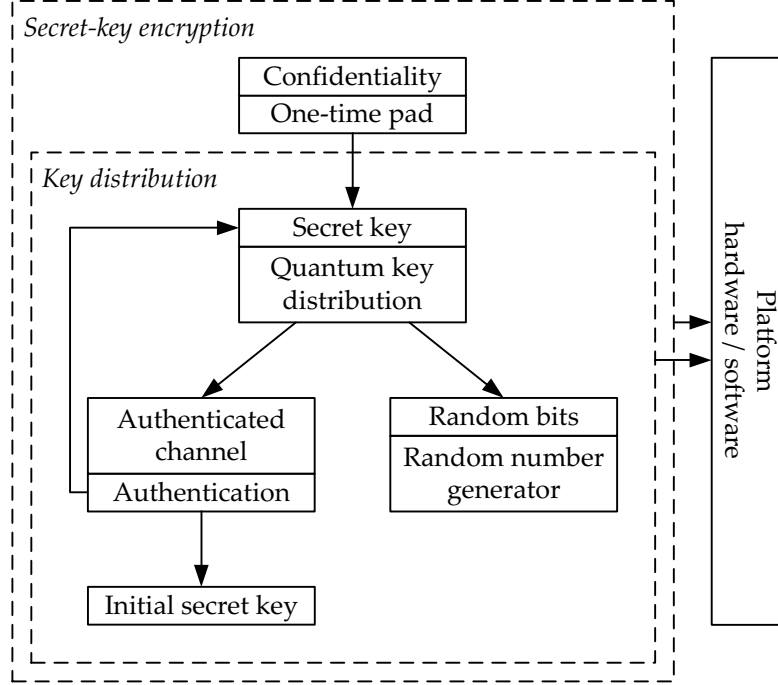 Secret-key encryption
Confidentiality
One-time pad
Key distribution
Secret key
Quantum key
distribution
Authenticated
channel
Authentication
Random bits
Random number
generator
Initial secret key
Platform
hardware / software